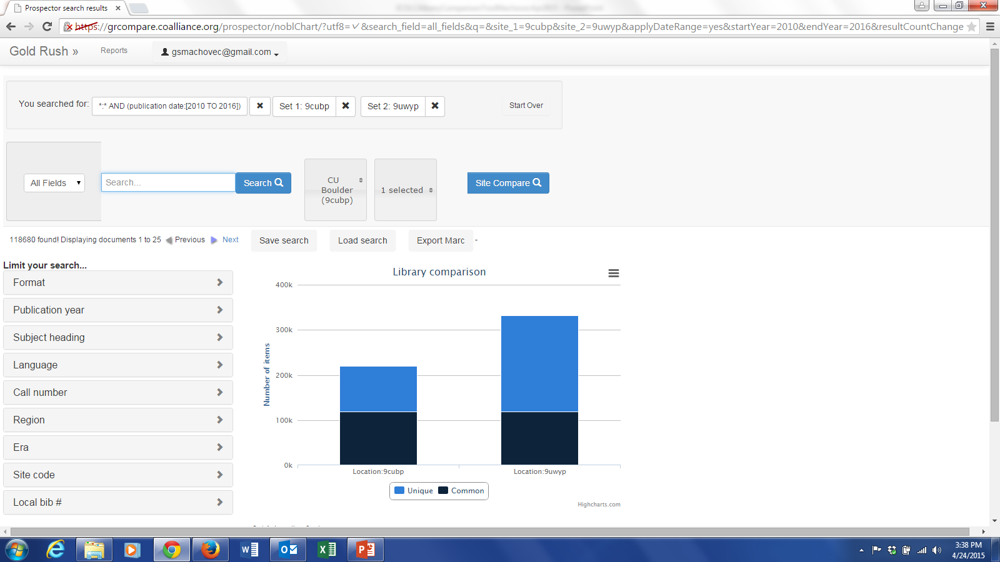 Prospector search results
https://grcompare.coalliance.org/prospector/noblChart/?utf8=✓&search_field=all_fields&q=&site_1=9cubp&site_2=9uwyp&applyDateRange=yes&startYear=2010&endYear=2016&resultCountChange
Gold Rush » Reports gsmachovec@gmail.com
You searched for: *:* AND (publication date:[2010 TO 2016]) ✖ Set 1: 9cubp ✖ Set 2: 9uwyp ✖ Start Over
All Fields Search... Search CU Boulder (9cubp) 1 selected Site Compare
118680 found! Displaying documents 1 to 25 Previous Next Save search Load search Export Marc -
Limit your search...
Format
Publication year
Subject heading
Language
Call number
Region
Era
Site code
Local bib #
Library comparison
Number of items
400k
300k
200k
100k
0k
Location:9cubp Location:9uwyp
Unique Common
Highcharts.com
3:38 PM
4/24/2015